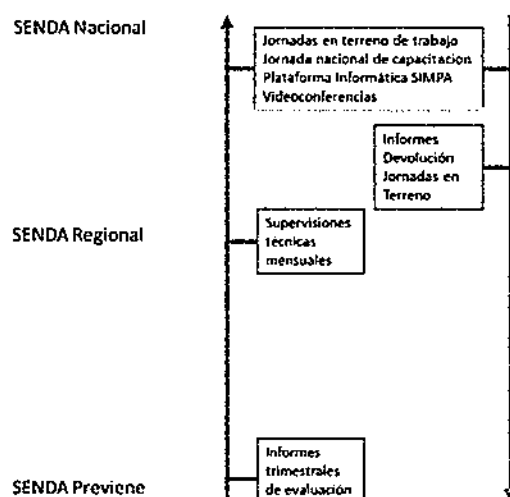 SENDA Nacional
Jornadas en terreno de trabajo
Jornada nacional de capacitacion
Plataforma Informática SIMPA
Videoconferencias
Informes
Devolución
Jornadas en
Terreno
SENDA Regional
Supervisiones
técnicas
mensuales
Informes
trimestrales
de evaluación
SENDA Previene